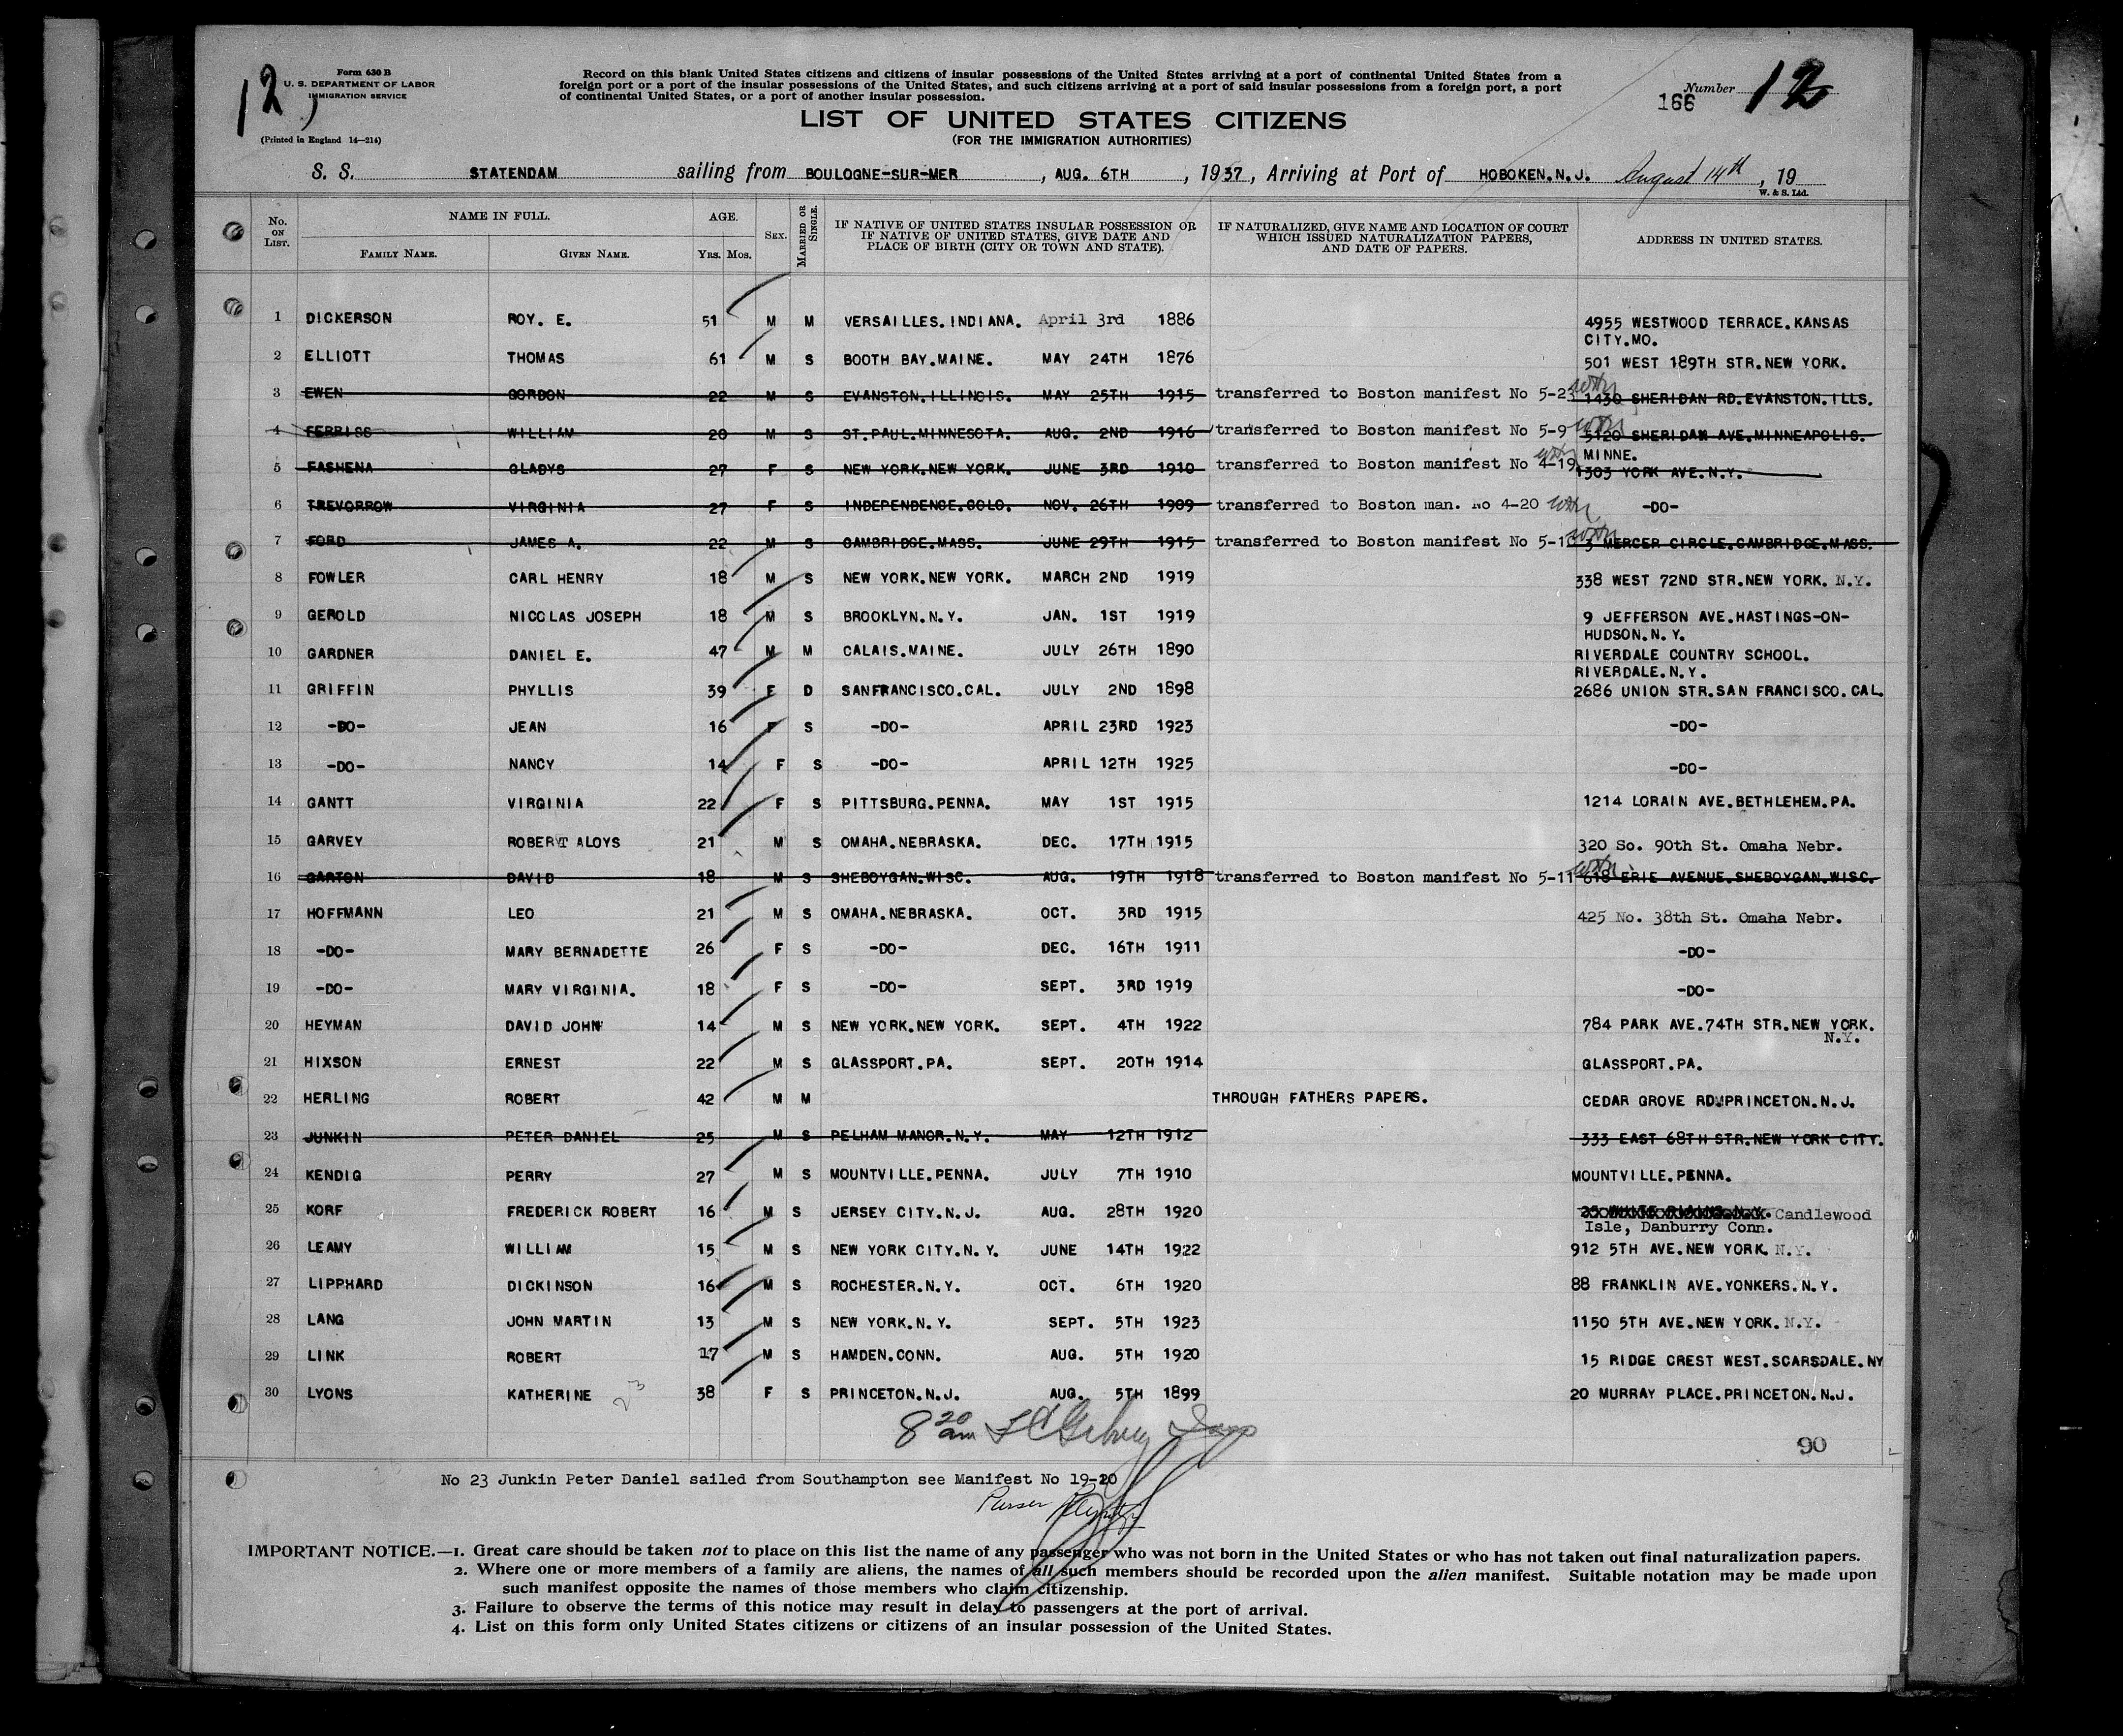 12
Form 630 B
U. S. DEPARTMENT OF LABOR
IMMIGRATION SERVICE
(Printed in England 14—214)
Record on this blank United States citizens and citizens of insular possessions of the United States arriving at a port of continental United States from a
foreign port or a port of the insular possessions of the United States, and such citizens arriving at a port of said insular possessions from a foreign port, a port
of continental United States, or a port of another insular possession.
Number 12
166
LIST OF UNITED STATES CITIZENS
(FOR THE IMMIGRATION AUTHORITIES)
S. S. STATENDAM sailing from BOULOGNE-SUR-MER, AUG. 6TH, 1937, Arriving at Port of HOBOKEN.N.J. August 14th, 19
W. & S. Ltd.
No. ON LIST. NAME IN FULL. AGE. SEX. MARRIED OR SINGLE. IF NATIVE OF UNITED STATES INSULAR POSSESSION OR IF NATIVE OF UNITED STATES, GIVE DATE AND PLACE OF BIRTH (CITY OR TOWN AND STATE). IF NATURALIZED, GIVE NAME AND LOCATION OF COURT WHICH ISSUED NATURALIZATION PAPERS, AND DATE OF PAPERS. ADDRESS IN UNITED STATES.
FAMILY NAME. GIVEN NAME. YRS. MOS.
1 DICKERSON ROY. E. 51 M M VERSAILLES.INDIANA. April 3rd 1886 4955 WESTWOOD TERRACE.KANSAS
CITY.MO.
2 ELLIOTT THOMAS 61 M S BOOTH BAY.MAINE. MAY 24TH 1876 501 WEST 189TH STR.NEW YORK.
3 EWEN GORDON 22 M S EVANSTON.ILLINOIS. MAY 25TH 1915 transferred to Boston manifest No 5-23 1430 SHERIDAN RD.EVANSTON.ILLS.
4 FERRISS WILLIAM 20 M S ST.PAUL.MINNESOTA. AUG. 2ND 1916 transferred to Boston manifest No 5-9 5120 SHERIDAN AVE.MINNEAPOLIS.
MINNE.
5 FASHENA GLADYS 27 F S NEW YORK.NEW YORK. JUNE 3RD 1910 transferred to Boston manifest No 4-19 1303 YORK AVE.N.Y.
6 TREVORROW VIRGINIA 27 F S INDEPENDENCE.COLO. NOV. 26TH 1909 transferred to Boston man. No 4-20 -DO-
7 FORD JAMES A. 22 M S CAMBRIDGE.MASS. JUNE 29TH 1915 transferred to Boston manifest No 3 MERCER CIRCLE.CAMBRIDGE.MASS.
8 FOWLER CARL HENRY 18 M S NEW YORK.NEW YORK. MARCH 2ND 1919 338 WEST 72ND STR.NEW YORK. N.Y.
9 GEROLD NICOLAS JOSEPH 18 M S BROOKLYN.N.Y. JAN. 1ST 1919 9 JEFFERSON AVE.HASTINGS-ON-
HUDSON.N.Y.
10 GARDNER DANIEL E. 47 M M CALAIS.MAINE. JULY 26TH 1890 RIVERDALE COUNTRY SCHOOL.
RIVERDALE.N.Y.
11 GRIFFIN PHYLLIS 39 F D SANFRANCISCO.CAL. JULY 2ND 1898 2686 UNION STR.SAN FRANCISCO.CAL.
12 -DO- JEAN 16 F S -DO- APRIL 23RD 1923 -DO-
13 -DO- NANCY 14 F S -DO- APRIL 12TH 1925 -DO-
14 GANTT VIRGINIA 22 F S PITTSBURG.PENNA. MAY 1ST 1915 1214 LORAIN AVE.BETHLEHEM.PA.
15 GARVEY ROBERT ALOYS 21 M S OMAHA.NEBRASKA. DEC. 17TH 1915 320 So. 90th St. Omaha Nebr.
16 GARTON DAVID 18 M S SHEBOYGAN.WISC. AUG. 19TH 1918 transferred to Boston manifest No 5-11 618 ERIE AVENUE.SHEBOYGAN.WISC.
17 HOFFMANN LEO 21 M S OMAHA.NEBRASKA. OCT. 3RD 1915 425 No. 38th St. Omaha Nebr.
18 -DO- MARY BERNADETTE 26 F S -DO- DEC. 16TH 1911 -DO-
19 -DO- MARY VIRGINIA. 18 F S -DO- SEPT. 3RD 1919 -DO-
20 HEYMAN DAVID JOHN 14 M S NEW YORK.NEW YORK. SEPT. 4TH 1922 784 PARK AVE.74TH STR.NEW YORK.
N.Y.
21 HIXSON ERNEST 22 M S GLASSPORT.PA. SEPT. 20TH 1914 GLASSPORT.PA.
22 HERLING ROBERT 42 M M THROUGH FATHERS PAPERS. CEDAR GROVE RD.PRINCETON.N.J.
23 JUNKIN PETER DANIEL 25 M S PELHAM MANOR.N.Y. MAY 12TH 1912 333 EAST 68TH STR.NEW YORK CITY.
24 KENDIG PERRY 27 M S MOUNTVILLE.PENNA. JULY 7TH 1910 MOUNTVILLE.PENNA.
25 KORF FREDERICK ROBERT 16 M S JERSEY CITY.N.J. AUG. 28TH 1920 Candlewood
Isle, Danburry Conn.
26 LEAMY WILLIAM 15 M S NEW YORK CITY.N.Y. JUNE 14TH 1922 912 5TH AVE.NEW YORK. N.Y.
27 LIPPHARD DICKINSON 16 M S ROCHESTER.N.Y. OCT. 6TH 1920 88 FRANKLIN AVE.YONKERS.N.Y.
28 LANG JOHN MARTIN 13 M S NEW YORK.N.Y. SEPT. 5TH 1923 1150 5TH AVE.NEW YORK. N.Y.
29 LINK ROBERT 17 M S HAMDEN.CONN. AUG. 5TH 1920 15 RIDGE CREST WEST.SCARSDALE.NY
30 LYONS KATHERINE 23 38 F S PRINCETON.N.J. AUG. 5TH 1899 20 MURRAY PLACE.PRINCETON.N.J.
8 20 am
90
No 23 Junkin Peter Daniel sailed from Southampton see Manifest No 19-20
Purser
IMPORTANT NOTICE.—1. Great care should be taken not to place on this list the name of any passenger who was not born in the United States or who has not taken out final naturalization papers.
2. Where one or more members of a family are aliens, the names of all such members should be recorded upon the alien manifest. Suitable notation may be made upon
such manifest opposite the names of those members who claim citizenship.
3. Failure to observe the terms of this notice may result in delay to passengers at the port of arrival.
4. List on this form only United States citizens or citizens of an insular possession of the United States.